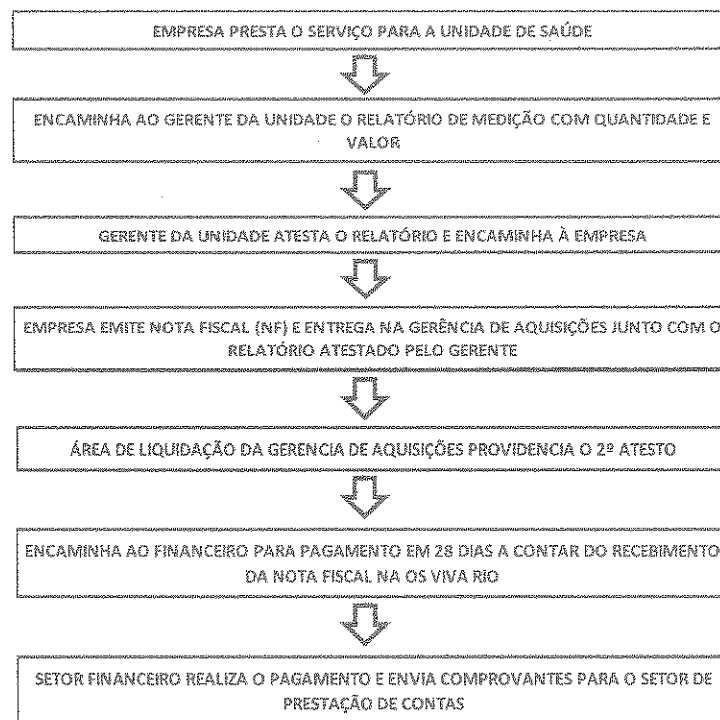 EMPRESA PRESTA O SERVIÇO PARA A UNIDADE DE SAÚDE
ENCAMINHA AO GERENTE DA UNIDADE O RELATÓRIO DE MEDIÇÃO COM QUANTIDADE E
VALOR
GERENTE DA UNIDADE ATESTA O RELATÓRIO E ENCAMINHA À EMPRESA
EMPRESA EMITE NOTA FISCAL (NF) E ENTREGA NA GERÊNCIA DE AQUISIÇÕES JUNTO COM O
RELATÓRIO ATESTADO PELO GERENTE
ÁREA DE LIQUIDAÇÃO DA GERENCIA DE AQUISIÇÕES PROVIDENCIA O 2º ATESTO
ENCAMINHA AO FINANCEIRO PARA PAGAMENTO EM 28 DIAS A CONTAR DO RECEBIMENTO
DA NOTA FISCAL NA OS VIVA RIO
SETOR FINANCEIRO REALIZA O PAGAMENTO E ENVIA COMPROVANTES PARA O SETOR DE
PRESTAÇÃO DE CONTAS